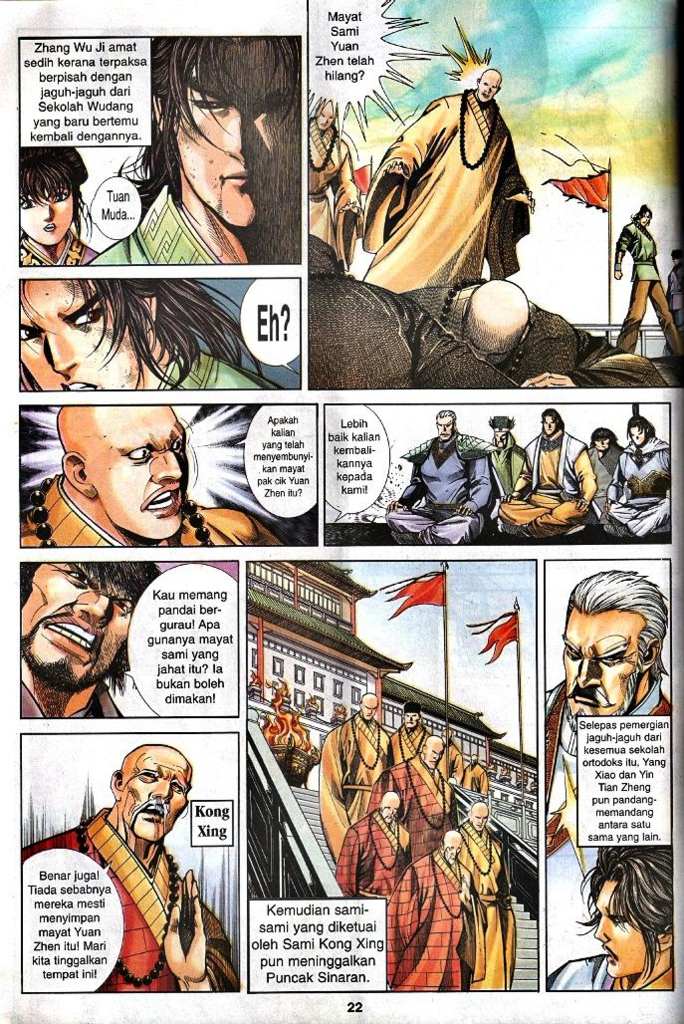 Zhang Wu Ji amat
sedih kerana terpaksa
berpisah dengan
jaguh-jaguh dari
Sekolah Wudang
yang baru bertemu
kembali dengannya.
Tuan
Muda...
Eh?
Mayat
Sami
Yuan
Zhen telah
hilang?
Apakah
kalian
yang telah
menyembunyi-
kan mayat
pak cik Yuan
Zhen itu?
Lebih
baik kalian
kembali-
kannya
kepada
kami!
Kau memang
pandai ber-
gurau! Apa
gunanya mayat
sami yang
jahat itu? Ia
bukan boleh
dimakan!
Kong
Xing
Benar juga!
Tiada sebabnya
mereka mesti
menyimpan
mayat Yuan
Zhen itu! Mari
kita tinggalkan
tempat ini!
Kemudian sami-
sami yang diketuai
oleh Sami Kong Xing
pun meninggalkan
Puncak Sinaran.
Selepas pemergian
jaguh-jaguh dari
kesemua sekolah
ortodoks itu, Yang
Xiao dan Yin
Tian Zheng
pun pandang-
memandang
antara satu
sama yang lain.
22